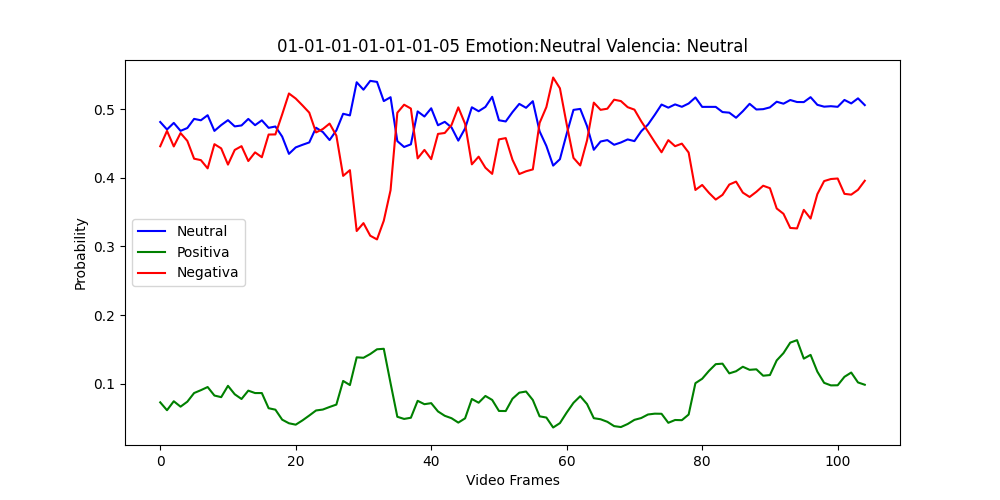 01-01-01-01-01-01-05 Emotion:Neutral Valencia: Neutral
Probability
0.5
0.4
0.3
0.2
0.1
Neutral
Positiva
Negativa
0 20 40 60 80 100
Video Frames